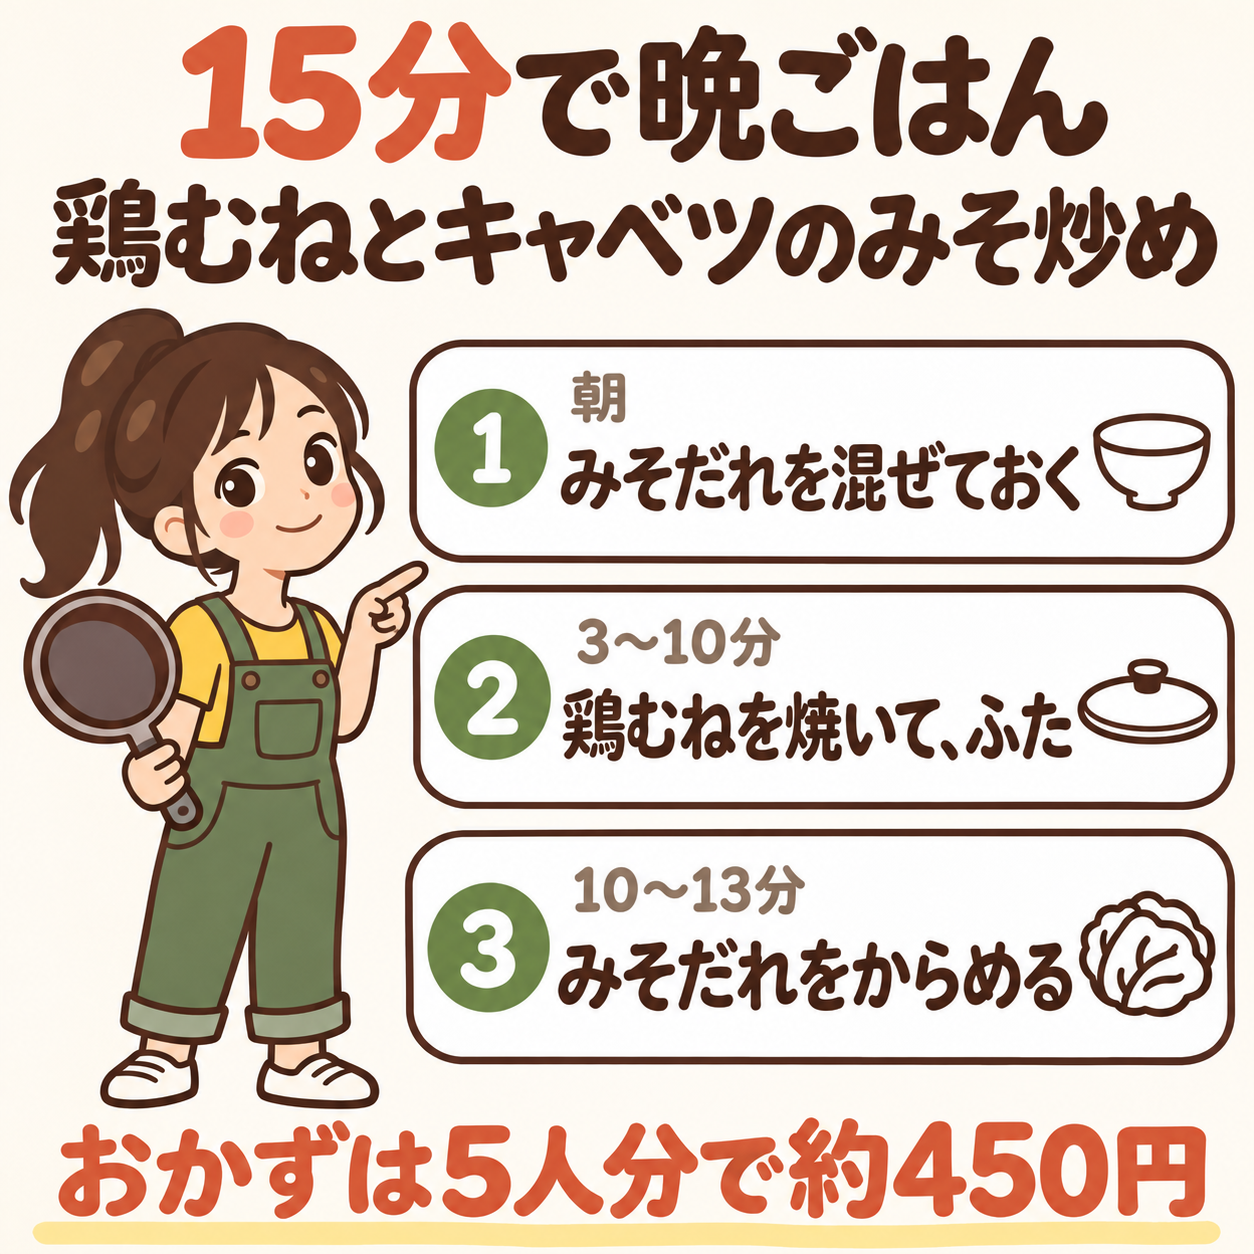 15分で晩ごはん
鶏むねとキャベツのみそ炒め
1
朝
みそだれを混ぜておく
2
3〜10分
鶏むねを焼いて、ふた
3
10〜13分
みそだれをからめる
おかずは5人分で約450円